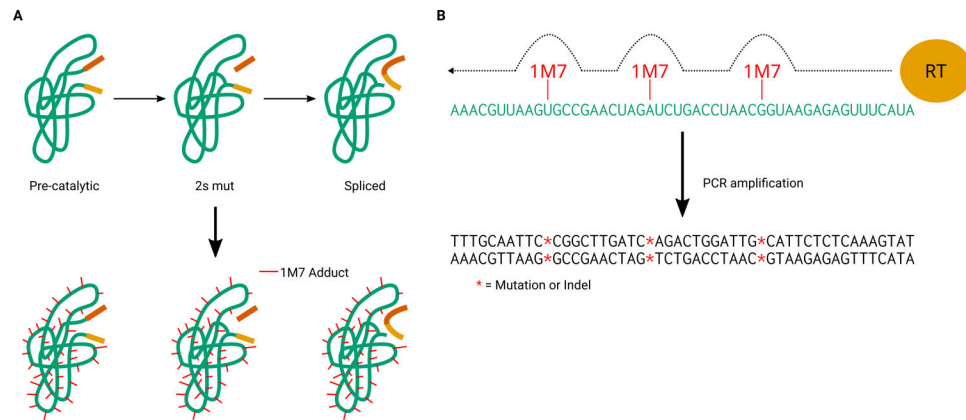 A
Pre-catalytic
2s mut
Spliced
1M7 Adduct
B
1M7
1M7
1M7
RT
AAACGUUAAGUGCCGAACUAGAUCUGACCUAACGGUAAGAGAGUUUCAUA
PCR amplification
TTTGCAATTC*CGGCTTGATC*AGACTGGATTG*CATTCTCTCAAAGTAT
AAACGTTAAG*GCCGAACTAG*TCTGACCTAAC*GTAAGAGAGTTTCATA
* = Mutation or Indel